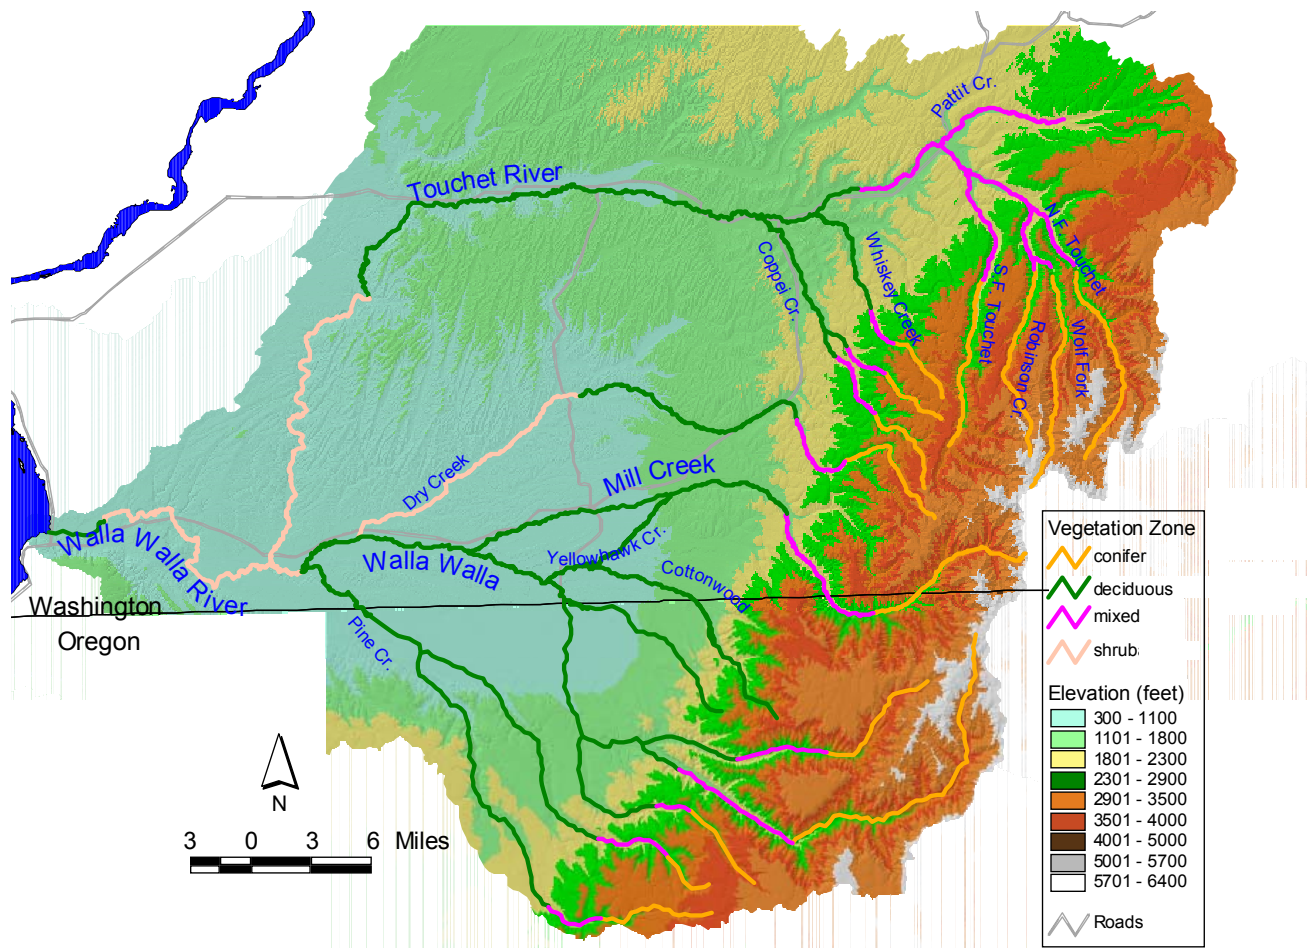 Pattit Cr.
Touchet River
N.F. Touchet
Whiskey Creek
Coppei Cr.
S.F. Touchet
Robinson Cr.
Wolf Fork
Dry Creek
Mill Creek
Walla Walla River
Walla Walla
Yellowhawk Cr.
Cottonwood
Washington
Oregon
Pine Cr.
N
3 0 3 6 Miles
Vegetation Zone
conifer
deciduous
mixed
shrub
Elevation (feet)
300 - 1100
1101 - 1800
1801 - 2300
2301 - 2900
2901 - 3500
3501 - 4000
4001 - 5000
5001 - 5700
5701 - 6400
Roads